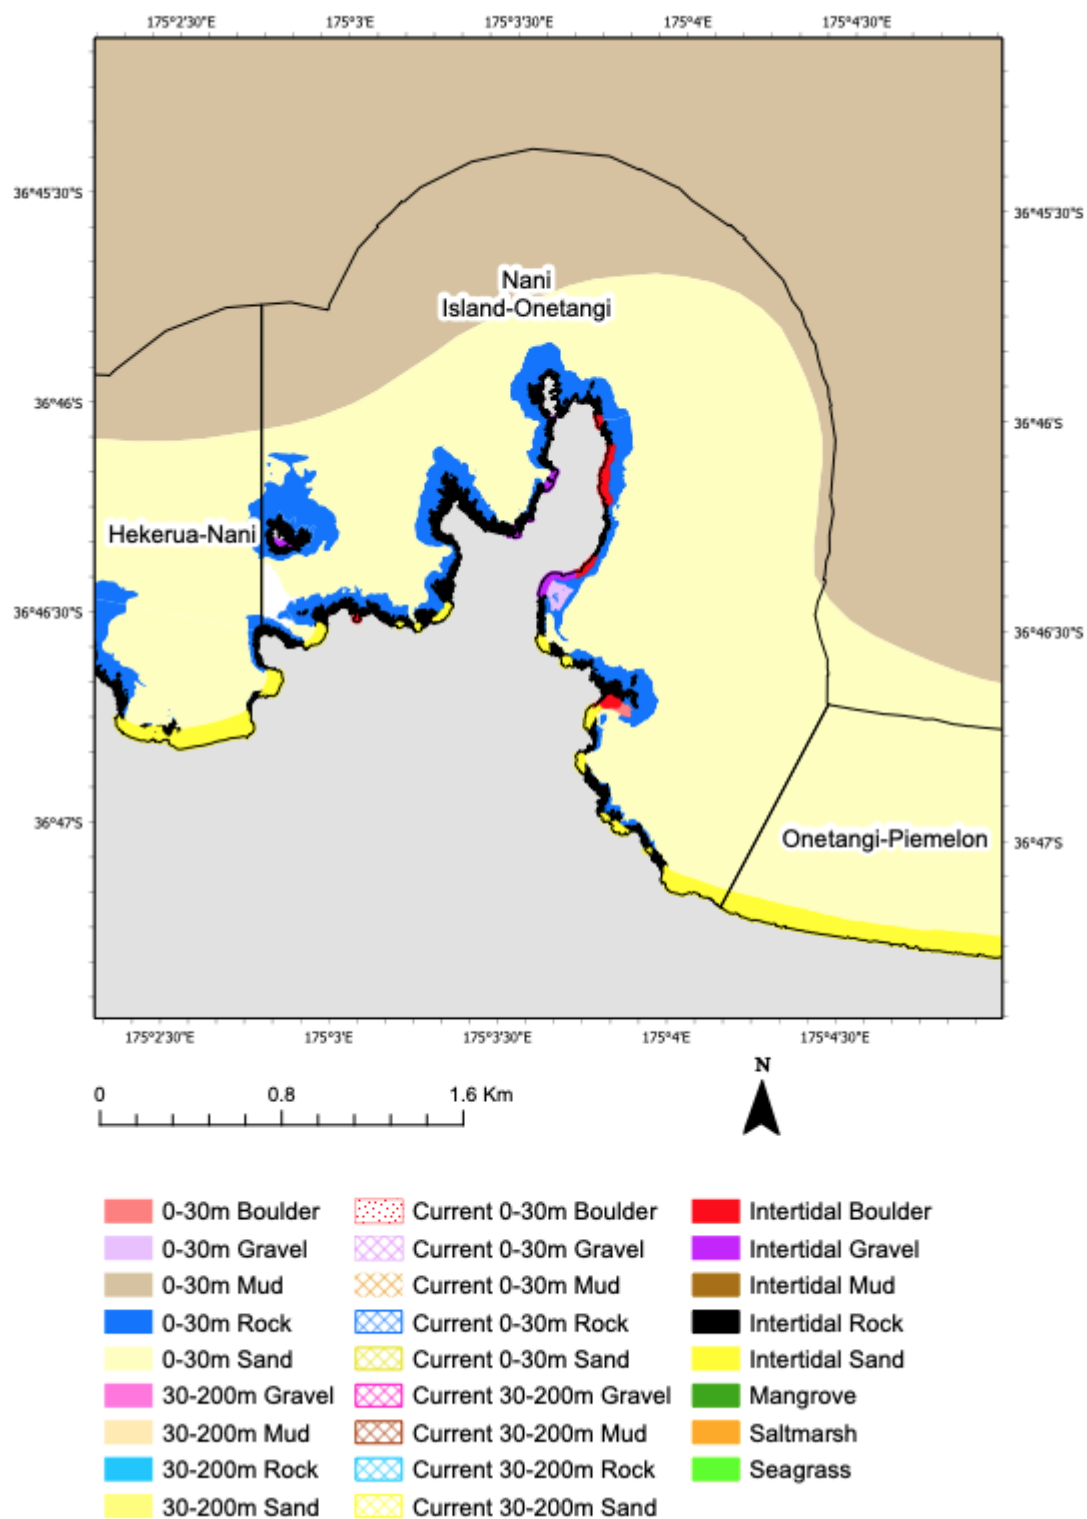 175°2'30"E 175°3'E 175°3'30"E 175°4'E 175°4'30"E
36°45'30"S
36°45'30"S
Nani
Island-Onetangi
36°46'S
36°46'S
Hekerua-Nani
36°46'30"S
36°46'30"S
36°47'S
Onetangi-Piemelon
36°47'S
175°2'30"E 175°3'E 175°3'30"E 175°4'E 175°4'30"E
N
0 0.8 1.6 Km
0-30m Boulder Current 0-30m Boulder Intertidal Boulder
0-30m Gravel Current 0-30m Gravel Intertidal Gravel
0-30m Mud Current 0-30m Mud Intertidal Mud
0-30m Rock Current 0-30m Rock Intertidal Rock
0-30m Sand Current 0-30m Sand Intertidal Sand
30-200m Gravel Current 30-200m Gravel Mangrove
30-200m Mud Current 30-200m Mud Saltmarsh
30-200m Rock Current 30-200m Rock Seagrass
30-200m Sand Current 30-200m Sand